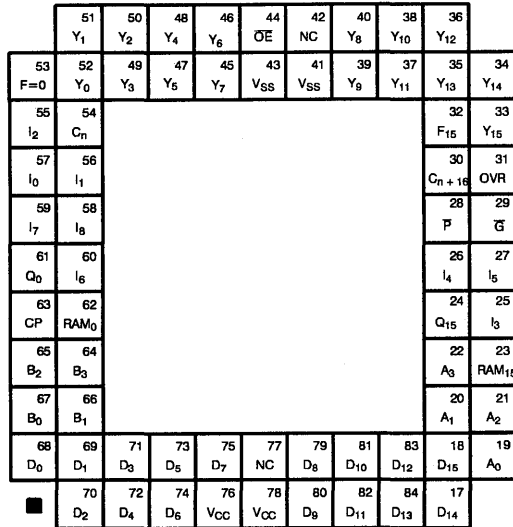 51 50 48 46 44 42 40 38 36
Y₁ Y₂ Y₄ Y₆ O̅E̅ NC Y₈ Y₁₀ Y₁₂
53 52 49 47 45 43 41 39 37 35 34
F=0 Y₀ Y₃ Y₅ Y₇ V_SS V_SS Y₉ Y₁₁ Y₁₃ Y₁₄
55 54 32 33
I₂ Cₙ F₁₅ Y₁₅
57 56 30 31
I₀ I₁ Cₙ ₊ ₁₆ OVR
59 58 28 29
I₇ I₈ P̅ G̅
61 60 26 27
Q₀ I₆ I₄ I₅
63 62 24 25
CP RAM₀ Q₁₅ I₃
65 64 22 23
B₂ B₃ A₃ RAM₁₅
67 66 20 21
B₀ B₁ A₁ A₂
68 69 71 73 75 77 79 81 83 18 19
D₀ D₁ D₃ D₅ D₇ NC D₈ D₁₀ D₁₂ D₁₅ A₀
70 72 74 76 78 80 82 84 17
D₂ D₄ D₆ V_CC V_CC D₉ D₁₁ D₁₃ D₁₄